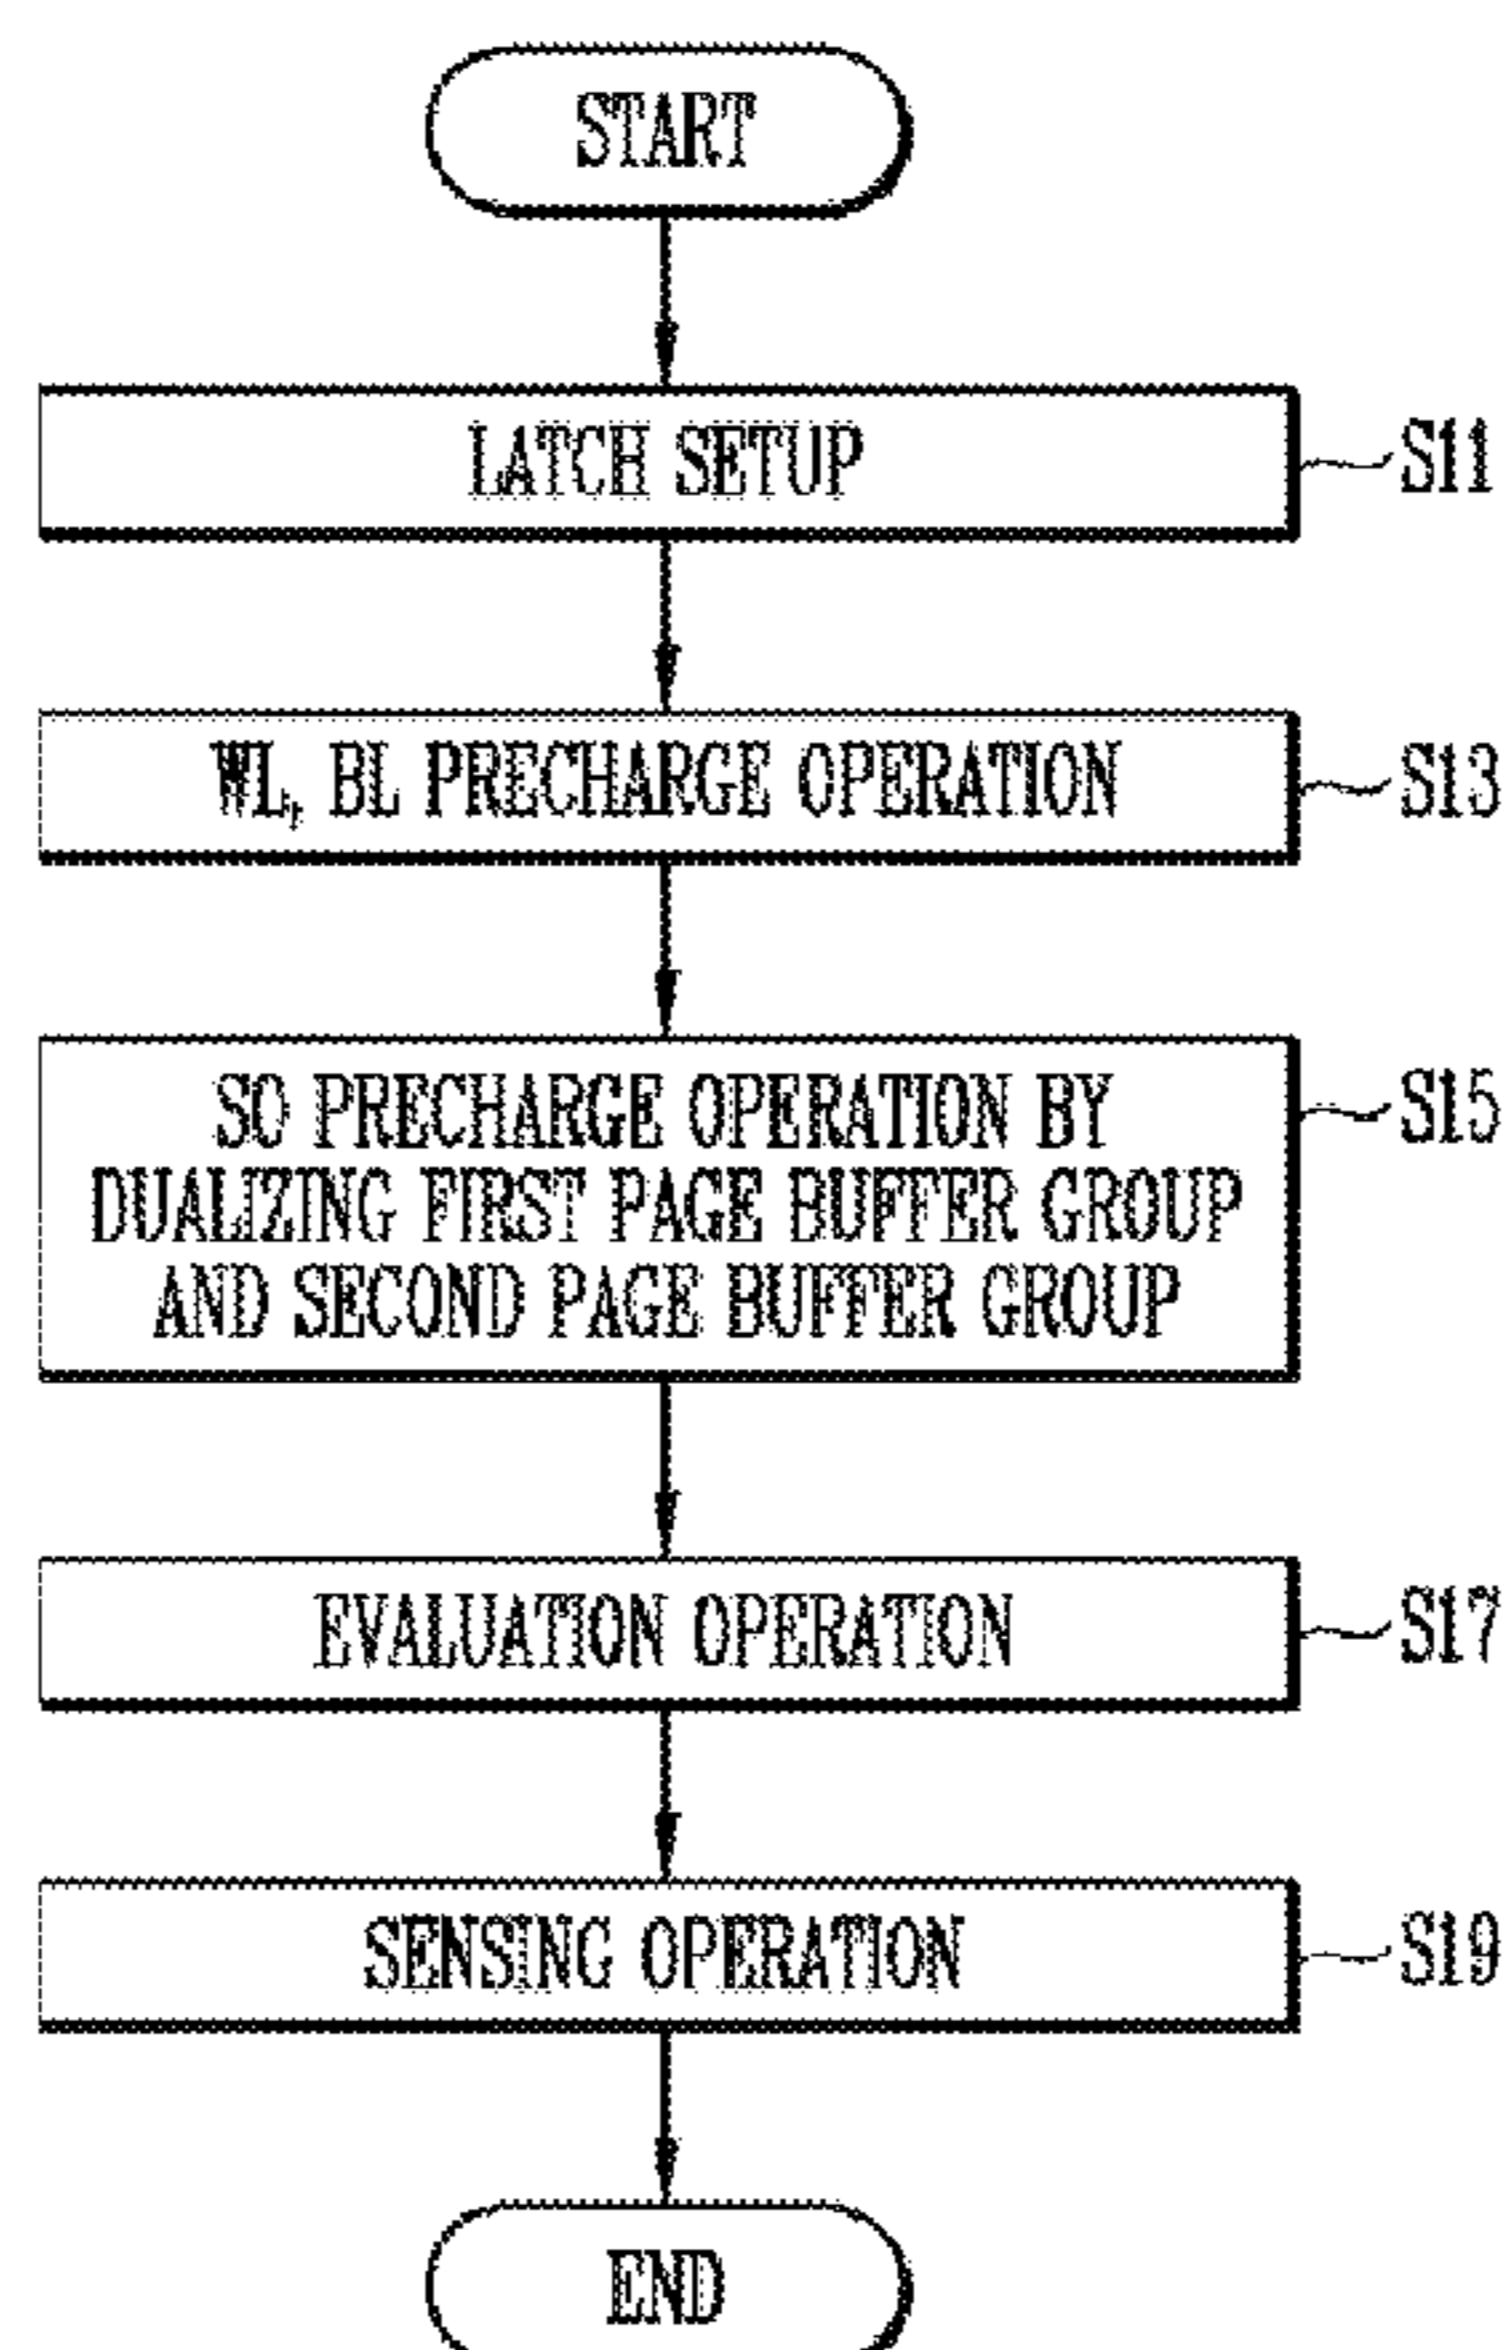 START
LATCH SETUP
S11
WL, BL PRECHARGE OPERATION
S13
SO PRECHARGE OPERATION BY
DUALIZING FIRST PAGE BUFFER GROUP
AND SECOND PAGE BUFFER GROUP
S15
EVALUATION OPERATION
S17
SENSING OPERATION
S19
END